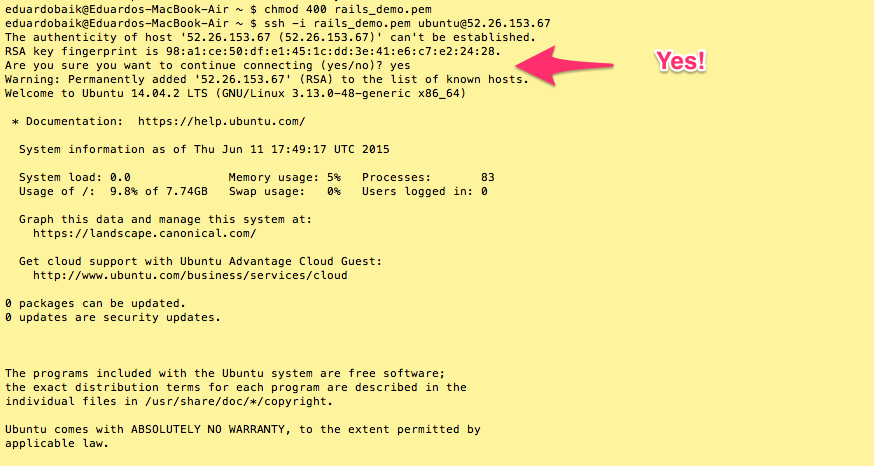 eduardobaik@Eduardos-MacBook-Air ~ $ chmod 400 rails_demo.pem
eduardobaik@Eduardos-MacBook-Air ~ $ ssh -i rails_demo.pem ubuntu@52.26.153.67
The authenticity of host '52.26.153.67 (52.26.153.67)' can't be established.
RSA key fingerprint is 98:a1:ce:50:df:e1:45:1c:dd:3e:41:e6:c7:e2:24:28.
Are you sure you want to continue connecting (yes/no)? yes
Yes!
Warning: Permanently added '52.26.153.67' (RSA) to the list of known hosts.
Welcome to Ubuntu 14.04.2 LTS (GNU/Linux 3.13.0-48-generic x86_64)
* Documentation:  https://help.ubuntu.com/
System information as of Thu Jun 11 17:49:17 UTC 2015
System load: 0.0 Memory usage: 5% Processes: 83
Usage of /: 9.8% of 7.74GB Swap usage: 0% Users logged in: 0
Graph this data and manage this system at:
https://landscape.canonical.com/
Get cloud support with Ubuntu Advantage Cloud Guest:
http://www.ubuntu.com/business/services/cloud
0 packages can be updated.
0 updates are security updates.
The programs included with the Ubuntu system are free software;
the exact distribution terms for each program are described in the
individual files in /usr/share/doc/*/copyright.
Ubuntu comes with ABSOLUTELY NO WARRANTY, to the extent permitted by
applicable law.